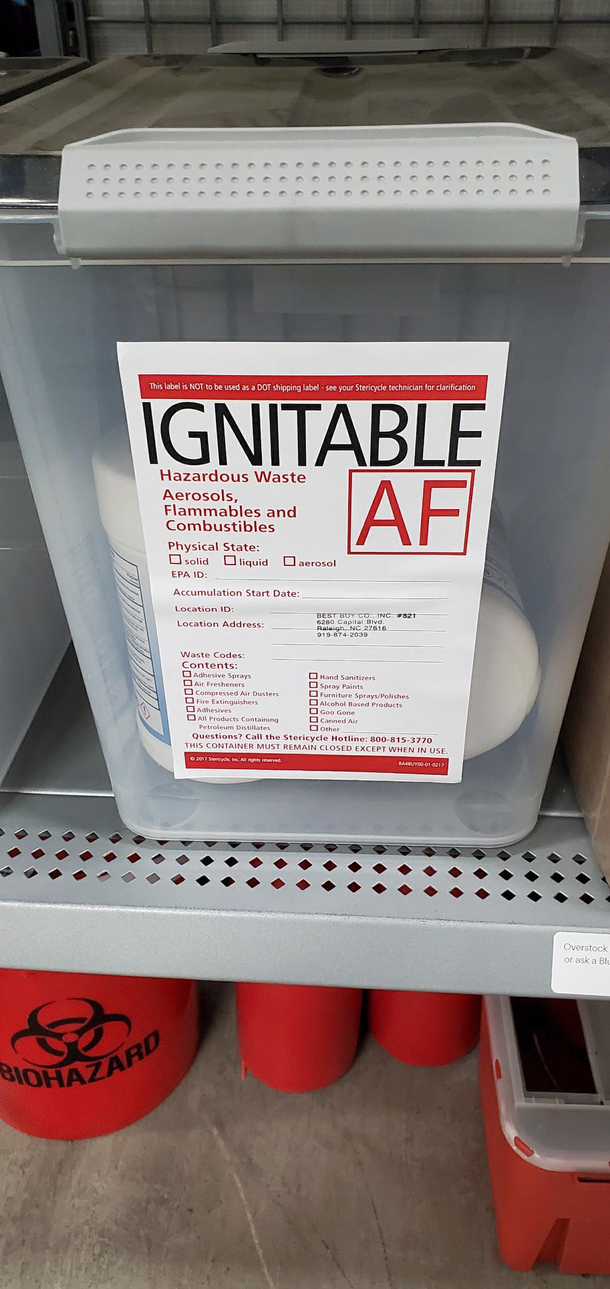 This label is NOT to be used as a DOT shipping label - see your Stericycle technician for clarification
IGNITABLE
Hazardous Waste
Aerosols,
Flammables and
Combustibles
AF
Physical State:
solid liquid aerosol
EPA ID:
Accumulation Start Date:
Location ID:
Location Address:
BEST BUY CO., INC. #821
6280 Capital Blvd.
Raleigh, NC 27616
919-874-2039
Waste Codes:
Contents:
Adhesive Sprays
Air Fresheners
Compressed Air Dusters
Fire Extinguishers
Adhesives
All Products Containing
Petroleum Distillates
Hand Sanitizers
Spray Paints
Furniture Sprays/Polishes
Alcohol Based Products
Goo Gone
Canned Air
Other
Questions? Call the Stericycle Hotline: 800-815-3770
THIS CONTAINER MUST REMAIN CLOSED EXCEPT WHEN IN USE.
© 2017 Stericycle, Inc. All rights reserved.
BA4BUY00-01-0217
Overstock
or ask a Blu
BIOHAZARD